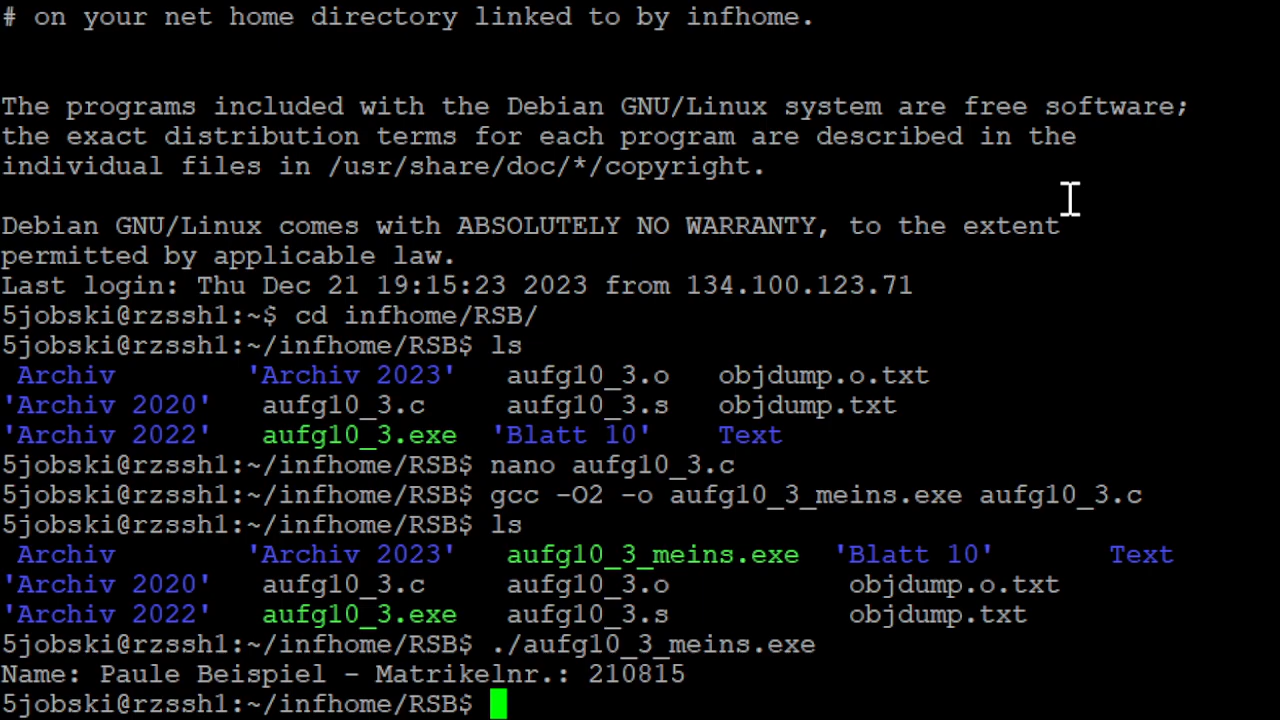 # on your net home directory linked to by infhome.
The programs included with the Debian GNU/Linux system are free software;
the exact distribution terms for each program are described in the
individual files in /usr/share/doc/*/copyright.
Debian GNU/Linux comes with ABSOLUTELY NO WARRANTY, to the extent
permitted by applicable law.
Last login: Thu Dec 21 19:15:23 2023 from 134.100.123.71
5jobski@rzssh1:~$ cd infhome/RSB/
5jobski@rzssh1:~/infhome/RSB$ ls
Archiv 'Archiv 2023' aufg10_3.o objdump.o.txt
'Archiv 2020' aufg10_3.c aufg10_3.s objdump.txt
'Archiv 2022' aufg10_3.exe 'Blatt 10' Text
5jobski@rzssh1:~/infhome/RSB$ nano aufg10_3.c
5jobski@rzssh1:~/infhome/RSB$ gcc -O2 -o aufg10_3_meins.exe aufg10_3.c
5jobski@rzssh1:~/infhome/RSB$ ls
Archiv 'Archiv 2023' aufg10_3_meins.exe 'Blatt 10' Text
'Archiv 2020' aufg10_3.c aufg10_3.o objdump.o.txt
'Archiv 2022' aufg10_3.exe aufg10_3.s objdump.txt
5jobski@rzssh1:~/infhome/RSB$ ./aufg10_3_meins.exe
Name: Paule Beispiel - Matrikelnr.: 210815
5jobski@rzssh1:~/infhome/RSB$